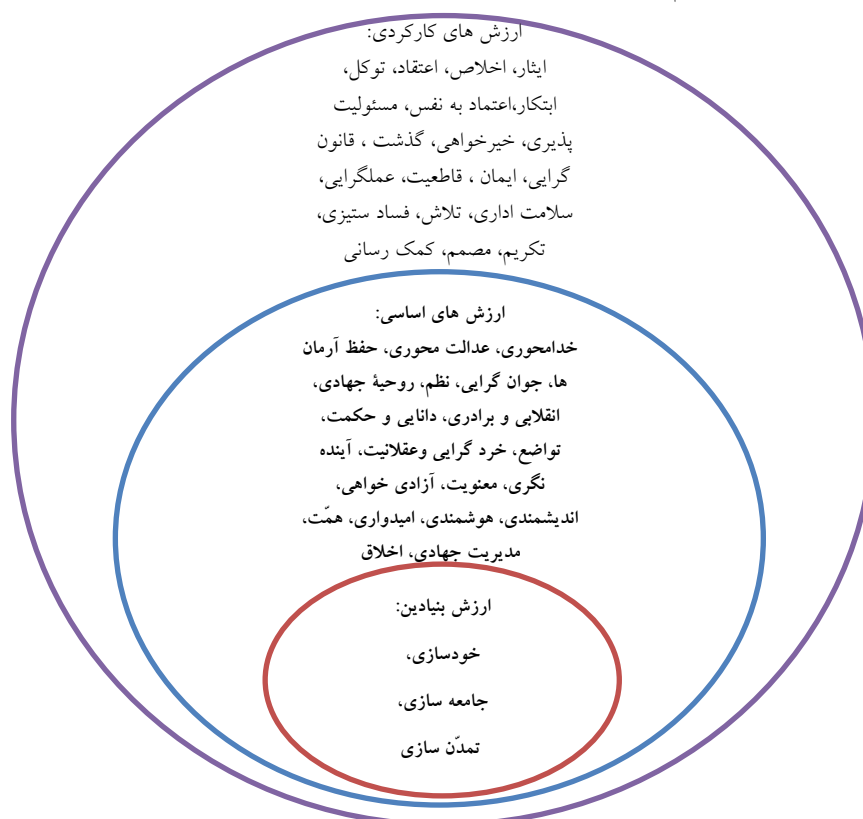 ارزش های کارکردی:
ایثار، اخلاص، اعتقاد، توکل،
ابتکار،اعتماد به نفس، مسئولیت
پذیری، خیرخواهی، گذشت ، قانون
گرایی، ایمان ، قاطعیت، عملگرایی،
سلامت اداری، تلاش، فساد ستیزی،
تکریم، مصمم، کمک رسانی
ارزش های اساسی:
خدامحوری، عدالت محوری، حفظ آرمان
ها، جوان گرایی، نظم، روحیۀ جهادی،
انقلابی و برادری، دانایی و حکمت،
تواضع، خرد گرایی وعقلانیت، آینده
نگری، معنویت، آزادی خواهی،
اندیشمندی، هوشمندی، امیدواری، همّت،
مدیریت جهادی، اخلاق
ارزش بنیادین:
خودسازی،
جامعه سازی،
تمدّن سازی